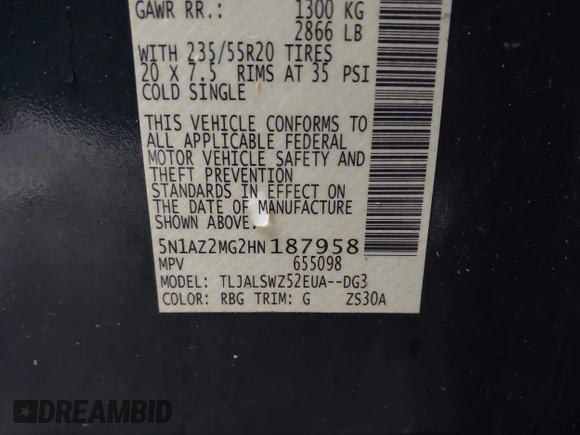 GAWR RR.: 1300 KG
2866 LB
WITH 235/55R20 TIRES
20 X 7.5 RIMS AT 35 PSI
COLD SINGLE
THIS VEHICLE CONFORMS TO
ALL APPLICABLE FEDERAL
MOTOR VEHICLE SAFETY AND
THEFT PREVENTION
STANDARDS IN EFFECT ON
THE DATE OF MANUFACTURE
SHOWN ABOVE.
5N1AZ2MG2HN187958
MPV 655098
MODEL: TLJALSWZ52EUA--DG3
COLOR: RBG TRIM: G ZS30A
DREAMBID